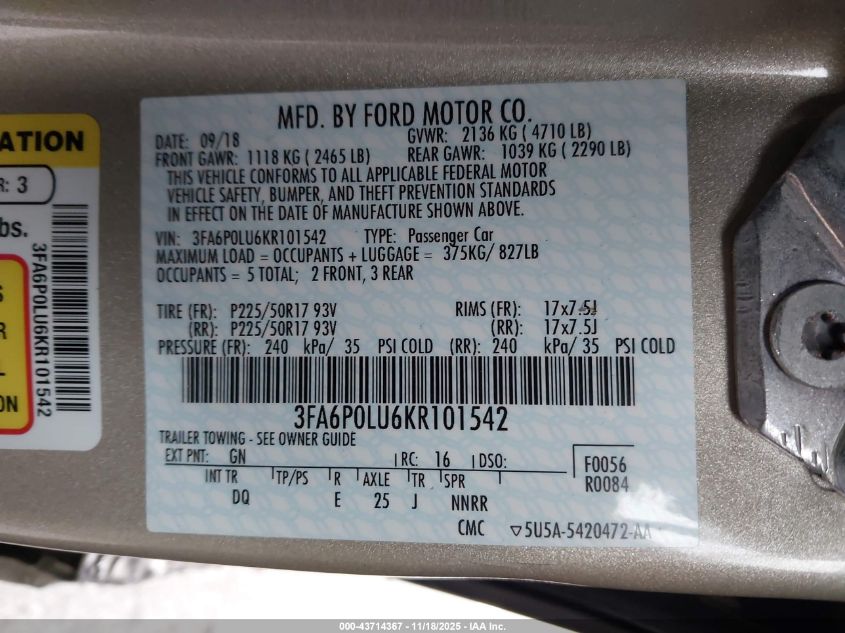 ATION
R: 3
bs.
S
R
L
ON
3FA6P0LU6KR101542
MFD. BY FORD MOTOR CO.
DATE: 09/18 GVWR: 2136 KG ( 4710 LB)
FRONT GAWR: 1118 KG ( 2465 LB) REAR GAWR: 1039 KG ( 2290 LB)
THIS VEHICLE CONFORMS TO ALL APPLICABLE FEDERAL MOTOR
VEHICLE SAFETY, BUMPER, AND THEFT PREVENTION STANDARDS
IN EFFECT ON THE DATE OF MANUFACTURE SHOWN ABOVE.
VIN: 3FA6P0LU6KR101542 TYPE: Passenger Car
MAXIMUM LOAD = OCCUPANTS + LUGGAGE = 375KG/ 827LB
OCCUPANTS = 5 TOTAL; 2 FRONT, 3 REAR
TIRE (FR): P225/50R17 93V RIMS (FR): 17x7.5J
(RR): P225/50R17 93V (RR): 17x7.5J
PRESSURE (FR): 240 kPa/ 35 PSI COLD (RR): 240 kPa/ 35 PSI COLD
3FA6P0LU6KR101542
TRAILER TOWING - SEE OWNER GUIDE
EXT PNT: GN RC: 16 DSO: F0056
R0084
INT TR TP/PS R AXLE TR SPR
DQ E 25 J NNRR
CMC ▽5U5A-5420472-AA
000-43714367 - 11/18/2025 - IAA Inc.